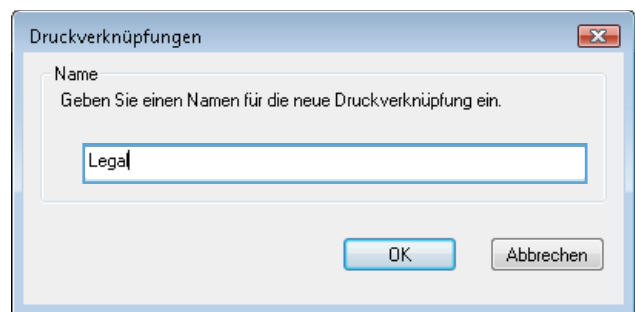 Druckverknüpfungen
Name
Geben Sie einen Namen für die neue Druckverknüpfung ein.
Legal
OK
Abbrechen